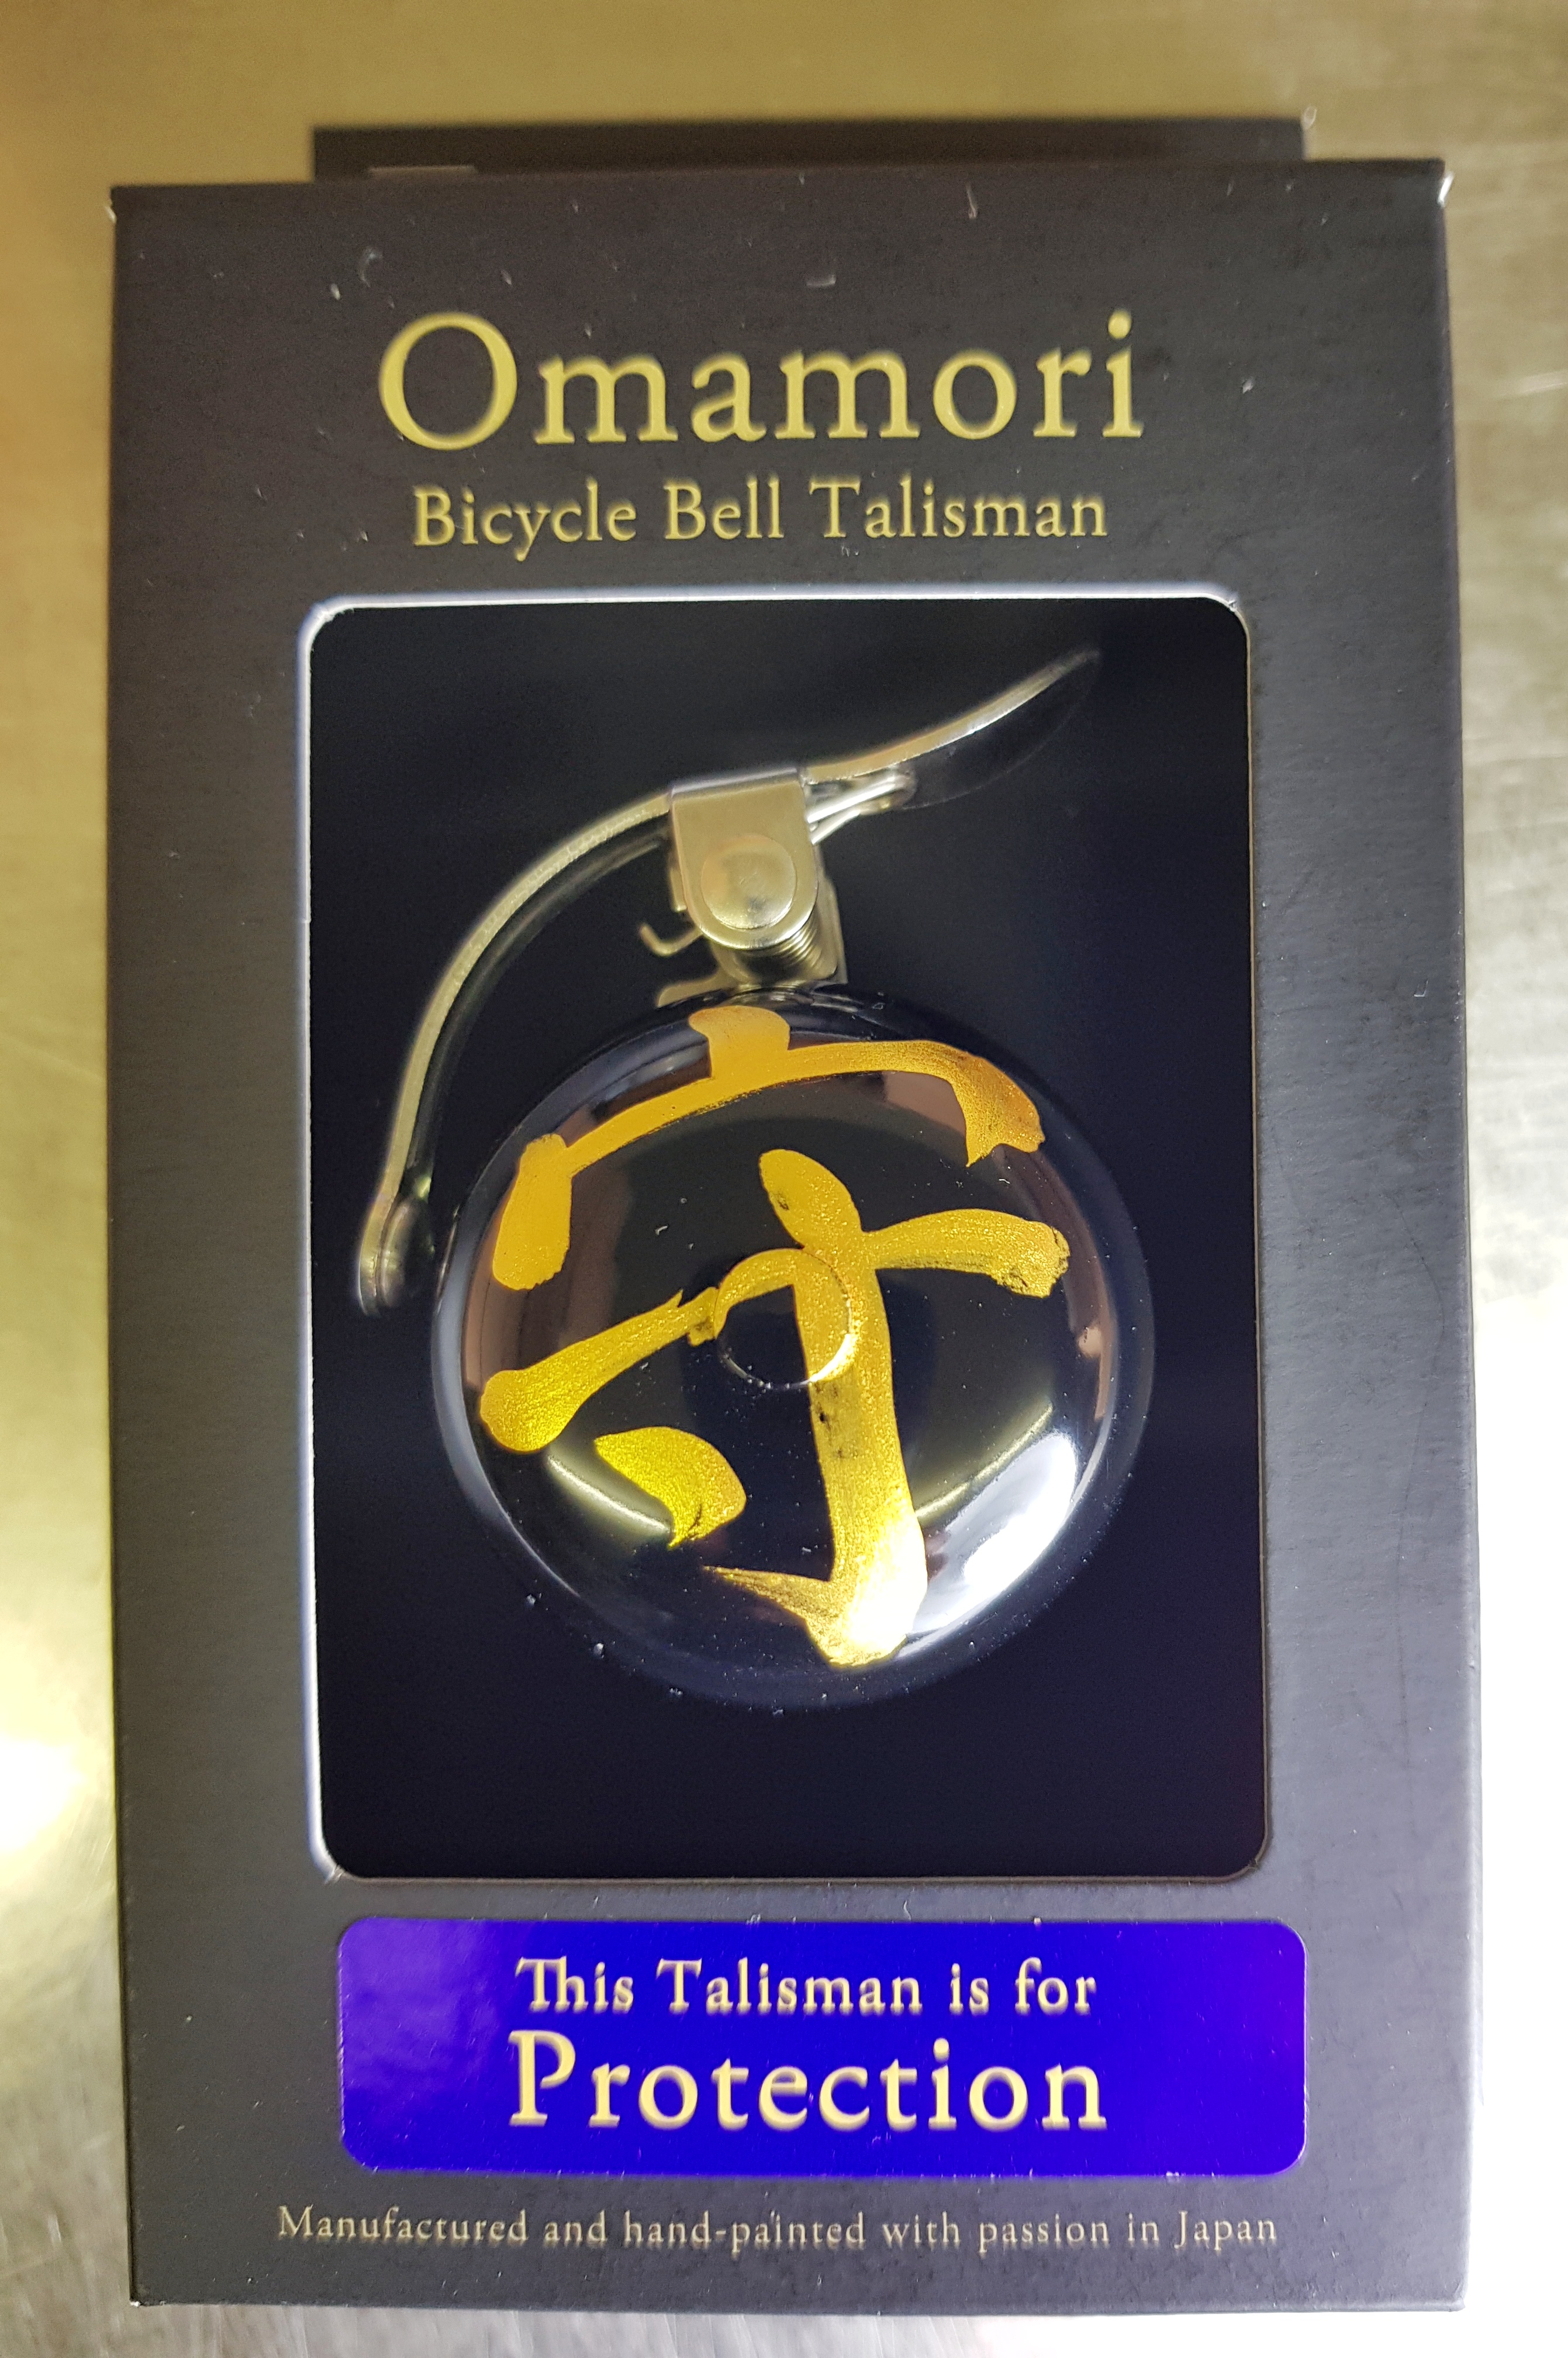 Omamori
Bicycle Bell Talisman
守
This Talisman is for
Protection
Manufactured and hand-painted with passion in Japan